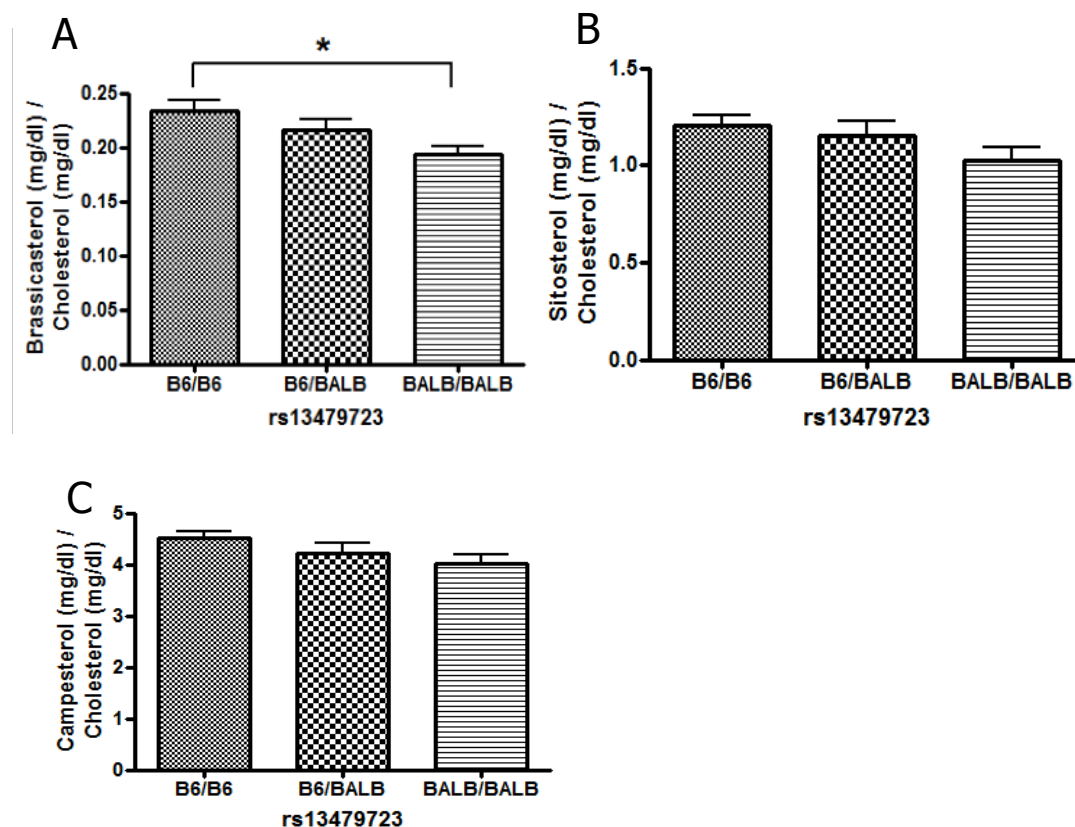 A
*
Brassicasterol (mg/dl) /
Cholesterol (mg/dl)
0.25
0.20
0.15
0.10
0.05
0.00
B6/B6 B6/BALB BALB/BALB
rs13479723
B
Sitosterol (mg/dl) /
Cholesterol (mg/dl)
1.5
1.0
0.5
0.0
B6/B6 B6/BALB BALB/BALB
rs13479723
C
Campesterol (mg/dl) /
Cholesterol (mg/dl)
5
4
3
2
1
0
B6/B6 B6/BALB BALB/BALB
rs13479723